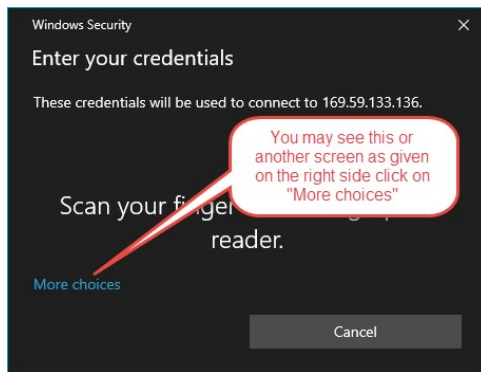 Windows Security
Enter your credentials
These credentials will be used to connect to 169.59.133.136.
You may see this or
another screen as given
on the right side click on
"More choices"
Scan your finger
reader.
More choices
Cancel